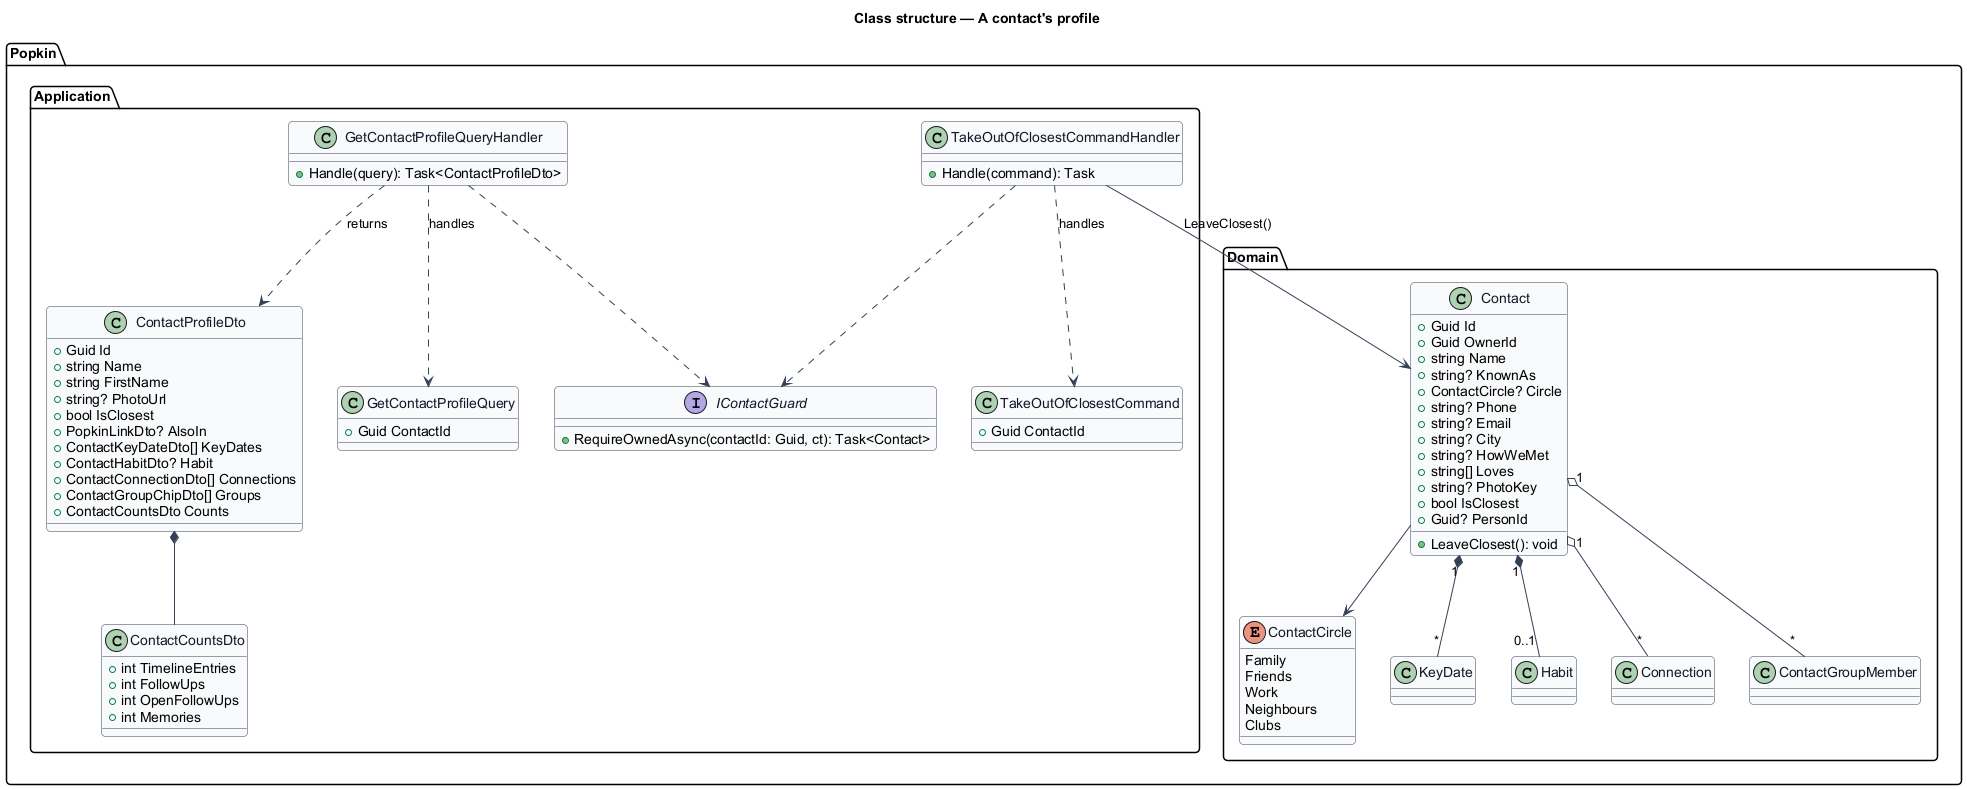 Class structure — A contact's profile
Popkin
Application
C GetContactProfileQueryHandler
Handle(query): Task<ContactProfileDto>
C TakeOutOfClosestCommandHandler
Handle(command): Task
returns
handles
handles
LeaveClosest()
C ContactProfileDto
Guid Id
string Name
string FirstName
string? PhotoUrl
bool IsClosest
PopkinLinkDto? AlsoIn
ContactKeyDateDto[] KeyDates
ContactHabitDto? Habit
ContactConnectionDto[] Connections
ContactGroupChipDto[] Groups
ContactCountsDto Counts
C GetContactProfileQuery
Guid ContactId
I IContactGuard
RequireOwnedAsync(contactId: Guid, ct): Task<Contact>
C TakeOutOfClosestCommand
Guid ContactId
C ContactCountsDto
int TimelineEntries
int FollowUps
int OpenFollowUps
int Memories
Domain
C Contact
Guid Id
Guid OwnerId
string Name
string? KnownAs
ContactCircle? Circle
string? Phone
string? Email
string? City
string? HowWeMet
string[] Loves
string? PhotoKey
bool IsClosest
Guid? PersonId
LeaveClosest(): void
1
1
1
1
*
0..1
*
*
E ContactCircle
Family
Friends
Work
Neighbours
Clubs
C KeyDate
C Habit
C Connection
C ContactGroupMember